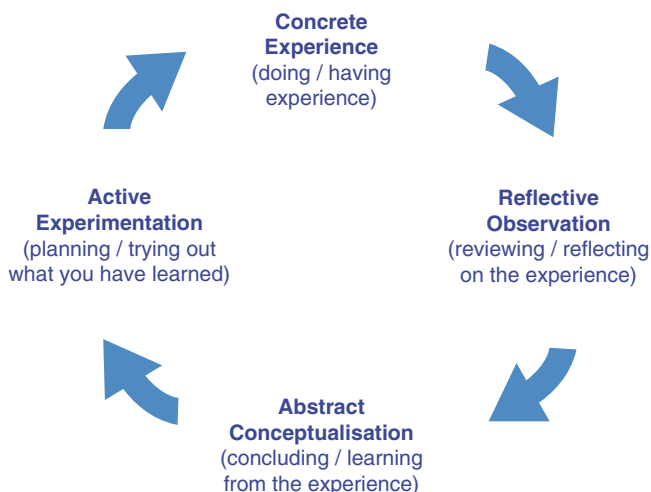 Concrete
Experience
(doing / having
experience)
Reflective
Observation
(reviewing / reflecting
on the experience)
Abstract
Conceptualisation
(concluding / learning
from the experience)
Active
Experimentation
(planning / trying out
what you have learned)